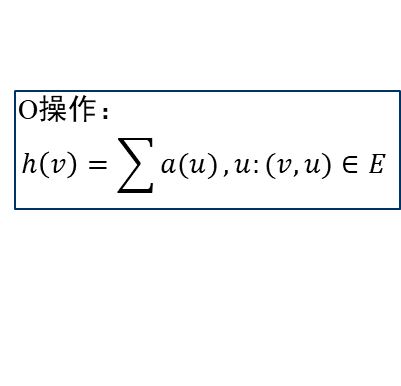 O操作：
h(v) = ∑ a(u) , u: (v, u) ∈ E